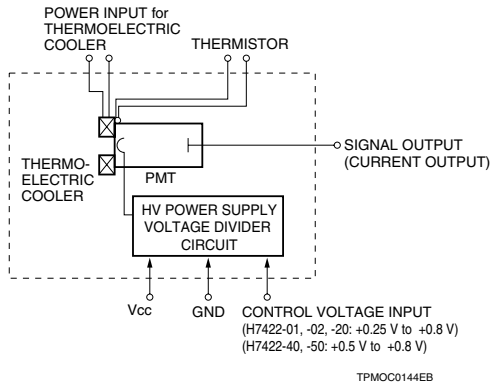 POWER INPUT for
THERMOELECTRIC
COOLER
THERMISTOR
SIGNAL OUTPUT
(CURRENT OUTPUT)
THERMO-
ELECTRIC
COOLER
PMT
HV POWER SUPPLY
VOLTAGE DIVIDER
CIRCUIT
Vcc
GND
CONTROL VOLTAGE INPUT
(H7422-01, -02, -20: +0.25 V to +0.8 V)
(H7422-40, -50: +0.5 V to +0.8 V)
TPMOC0144EB